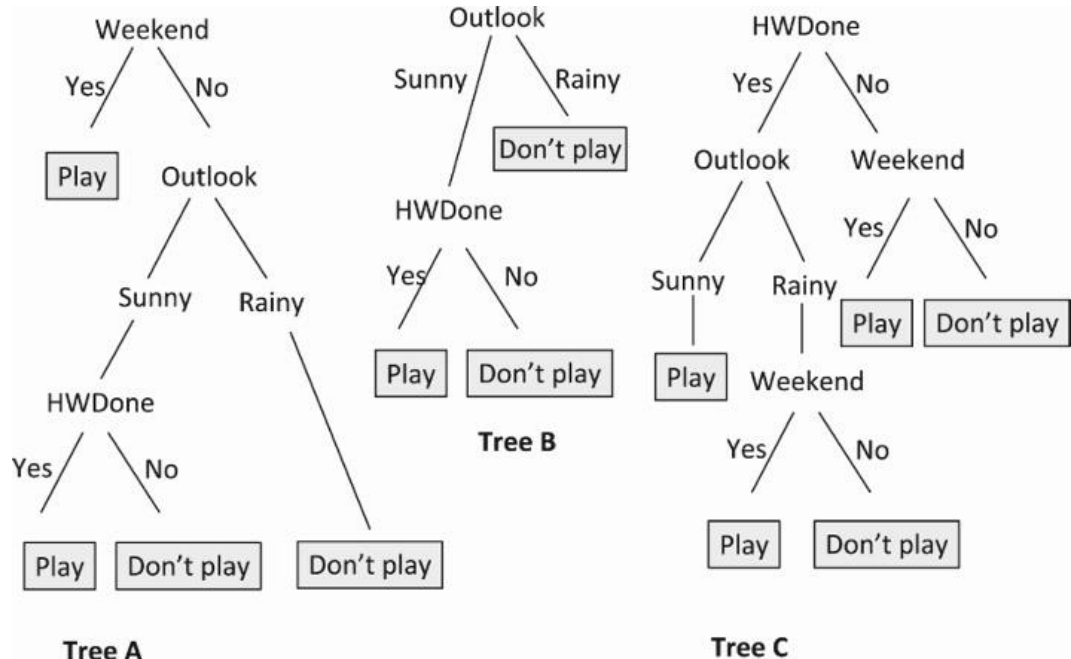 Weekend
Yes
No
Play
Outlook
Sunny
Rainy
HWDone
Yes
No
Play
Don't play
Don't play
Tree A
Outlook
Sunny
Rainy
Don't play
HWDone
Yes
No
Play
Don't play
Tree B
HWDone
Yes
No
Outlook
Weekend
Yes
No
Sunny
Rainy
Play
Don't play
Play
Weekend
Yes
No
Play
Don't play
Tree C